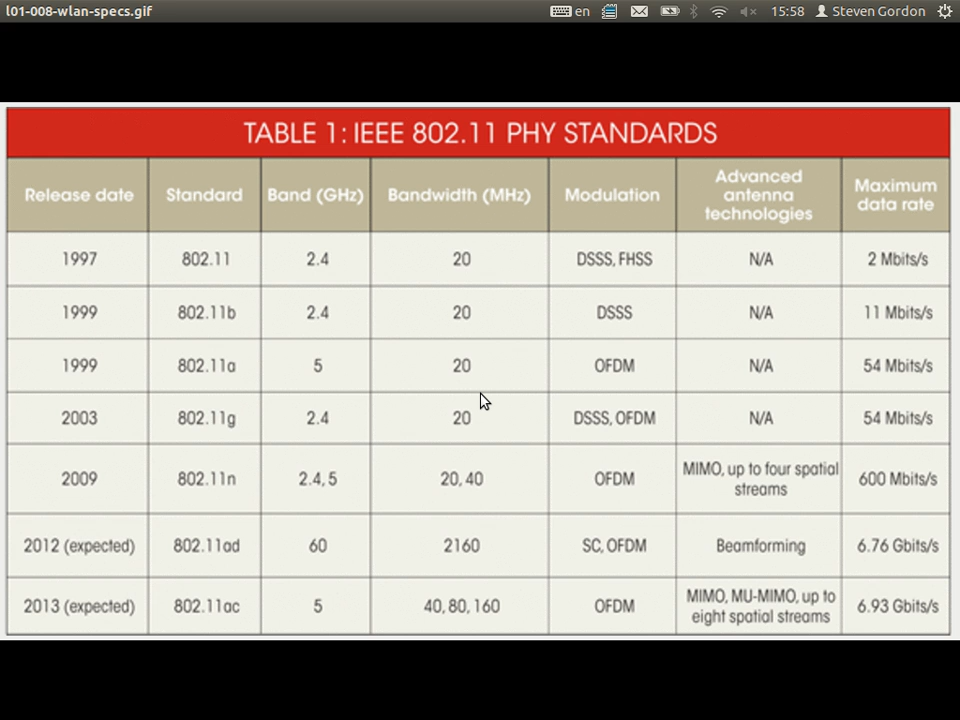 l01-008-wlan-specs.gif en 15:58 Steven Gordon
TABLE 1: IEEE 802.11 PHY STANDARDS
Release date Standard Band (GHz) Bandwidth (MHz) Modulation Advanced antenna technologies Maximum data rate
1997 802.11 2.4 20 DSSS, FHSS N/A 2 Mbits/s
1999 802.11b 2.4 20 DSSS N/A 11 Mbits/s
1999 802.11a 5 20 OFDM N/A 54 Mbits/s
2003 802.11g 2.4 20 DSSS, OFDM N/A 54 Mbits/s
2009 802.11n 2.4, 5 20, 40 OFDM MIMO, up to four spatial streams 600 Mbits/s
2012 (expected) 802.11ad 60 2160 SC, OFDM Beamforming 6.76 Gbits/s
2013 (expected) 802.11ac 5 40, 80, 160 OFDM MIMO, MU-MIMO, up to eight spatial streams 6.93 Gbits/s